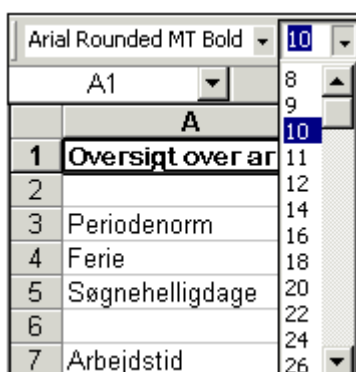 Arial Rounded MT Bold 10
A1
A
1 Oversigt over ar
2
3 Periodenorm
4 Ferie
5 Søgnehelligdage
6
7 Arbejdstid
8
9
10
11
12
14
16
18
20
22
24
26